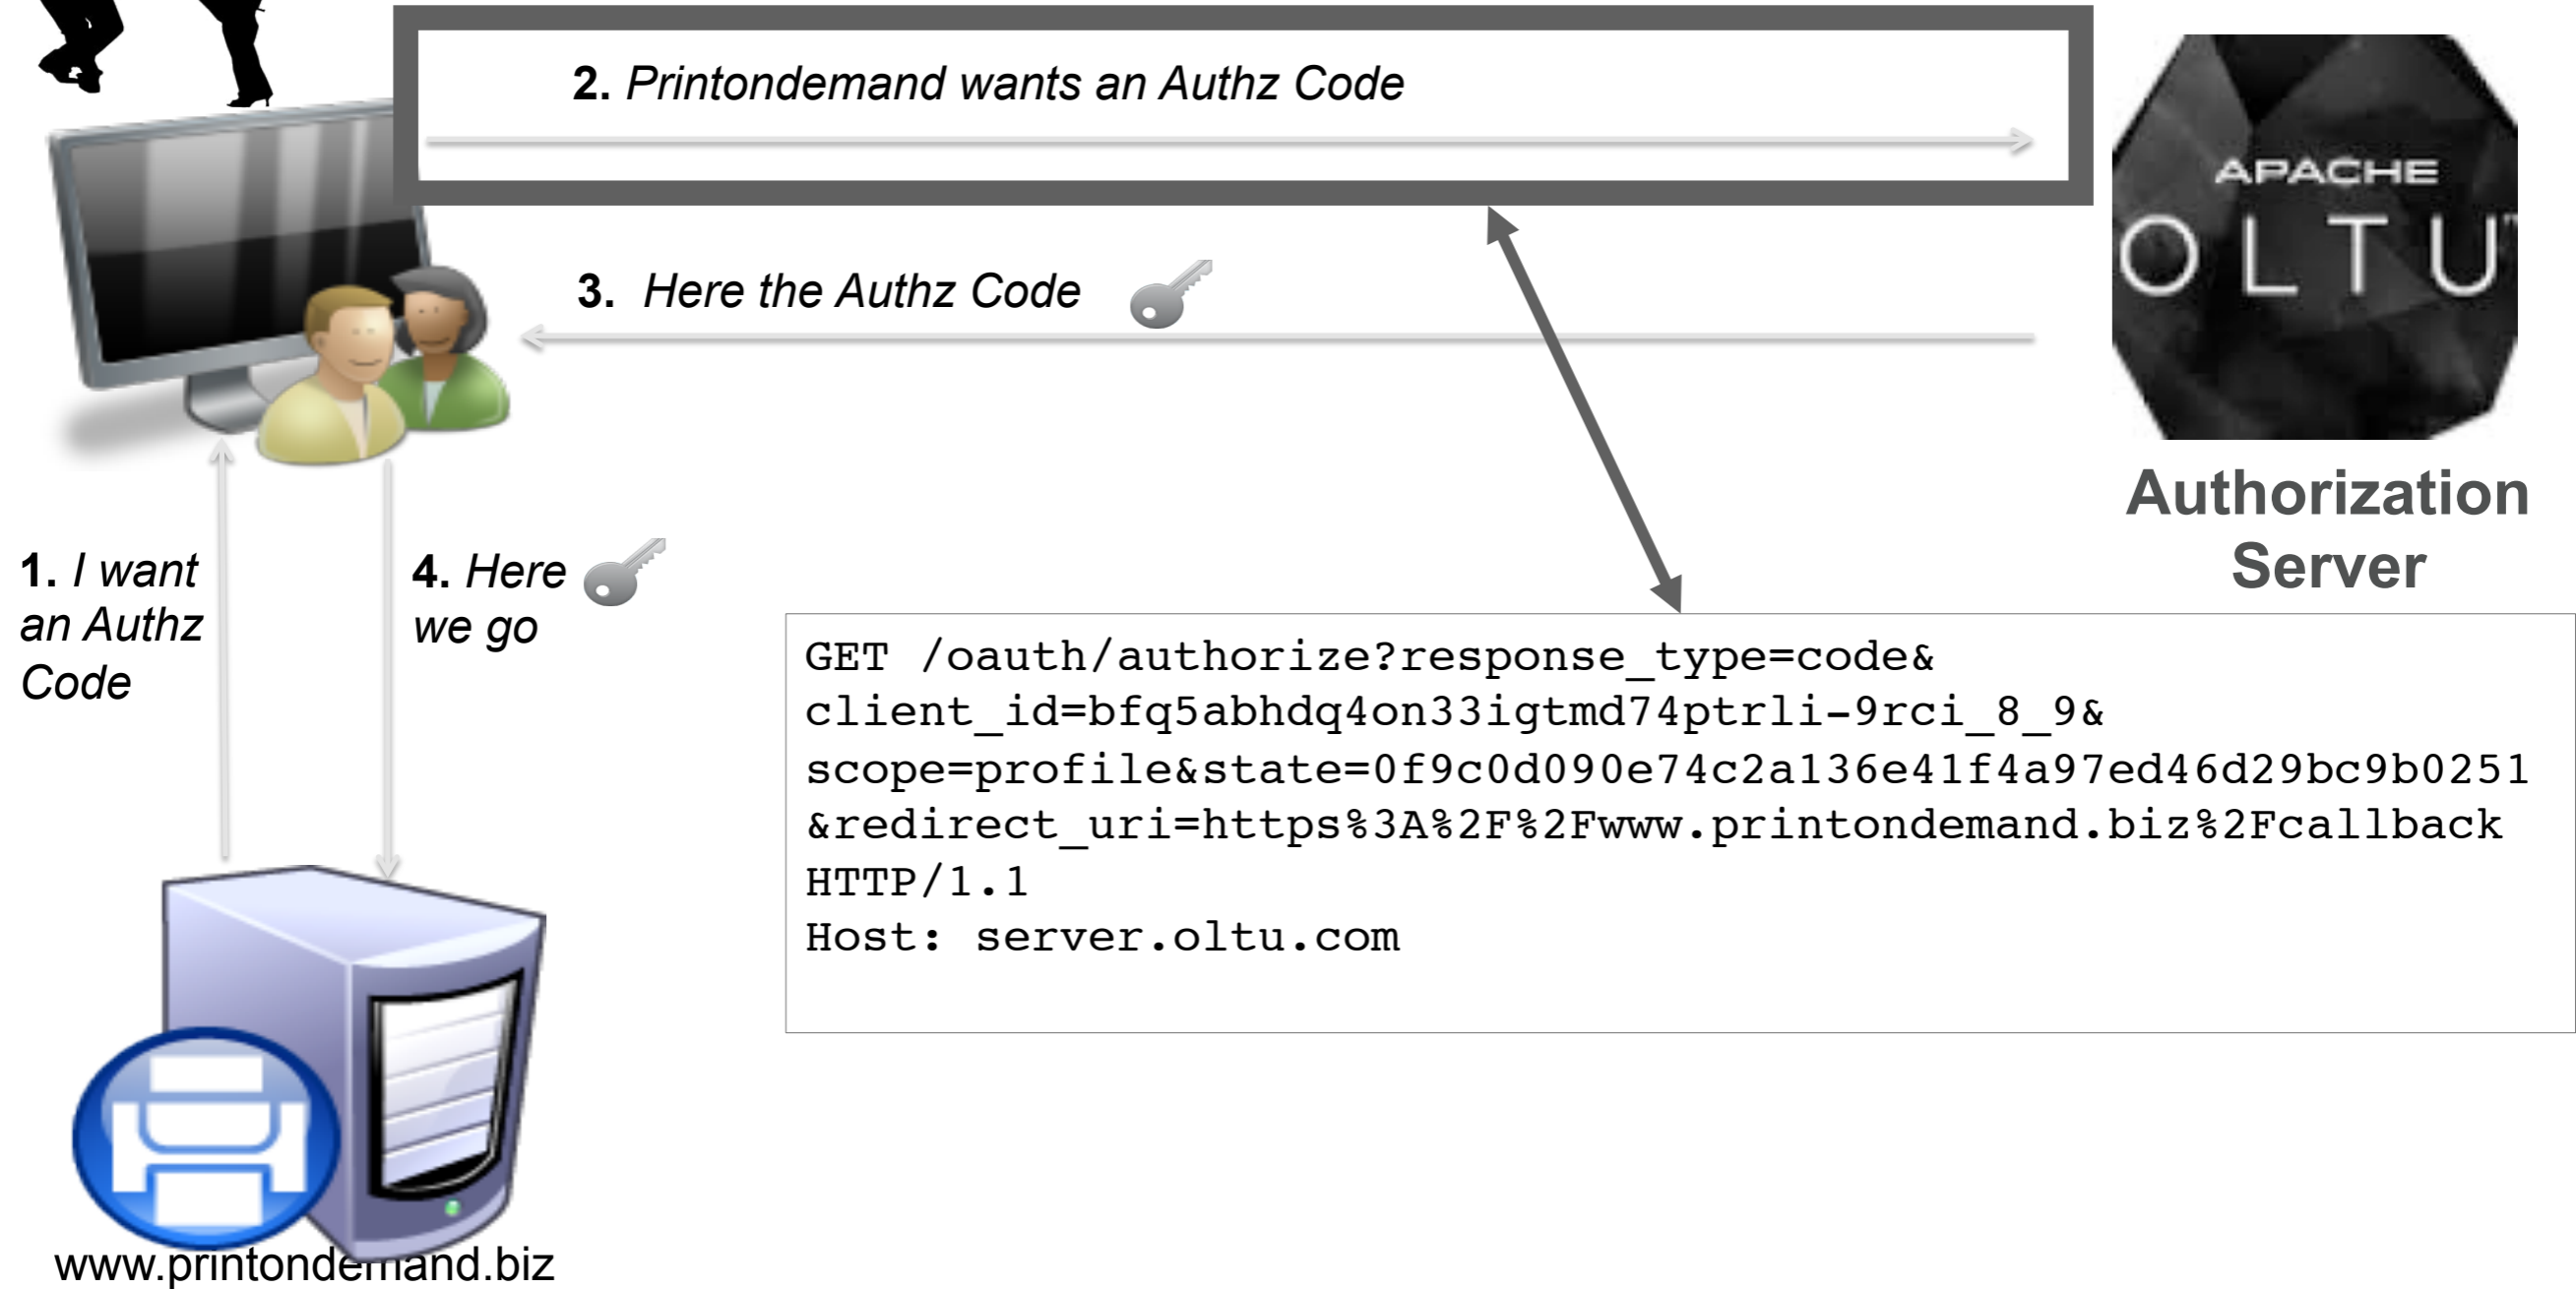 2. Printondemand wants an Authz Code
APACHE
OLTU™
3. Here the Authz Code
Authorization
Server
1. I want
an Authz
Code
4. Here
we go
GET /oauth/authorize?response_type=code&
client_id=bfq5abhdq4on33igtmd74ptrli-9rci_8_9&
scope=profile&state=0f9c0d090e74c2a136e41f4a97ed46d29bc9b0251
&redirect_uri=https%3A%2F%2Fwww.printondemand.biz%2Fcallback
HTTP/1.1
Host: server.oltu.com
www.printondemand.biz